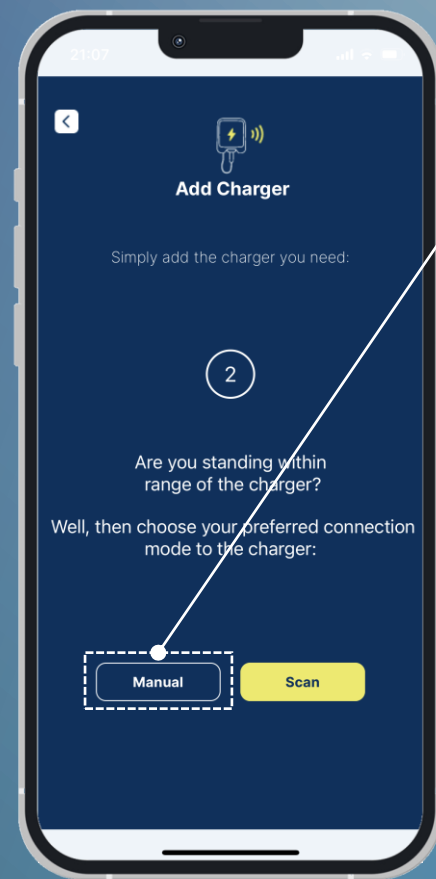 21:07
Add Charger
Simply add the charger you need:
2
Are you standing within
range of the charger?
Well, then choose your preferred connection
mode to the charger:
Manual
Scan